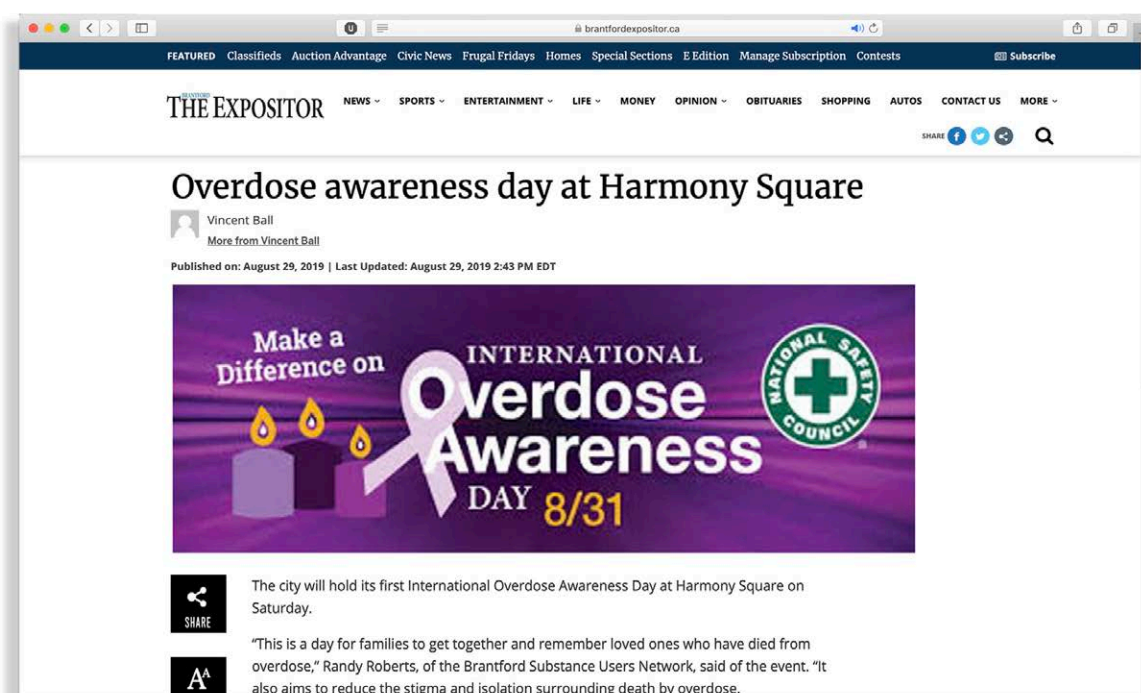 brantfordexpositor.ca
FEATURED Classifieds Auction Advantage Civic News Frugal Fridays Homes Special Sections E Edition Manage Subscription Contests Subscribe
BRANTFORD
THE EXPOSITOR
NEWS SPORTS ENTERTAINMENT LIFE MONEY OPINION OBITUARIES SHOPPING AUTOS CONTACT US MORE
SHARE
Overdose awareness day at Harmony Square
Vincent Ball
More from Vincent Ball
Published on: August 29, 2019 | Last Updated: August 29, 2019 2:43 PM EDT
Make a
Difference on
INTERNATIONAL
Overdose
Awareness
DAY 8/31
NATIONAL SAFETY COUNCIL
SHARE
The city will hold its first International Overdose Awareness Day at Harmony Square on
Saturday.
"This is a day for families to get together and remember loved ones who have died from
overdose," Randy Roberts, of the Brantford Substance Users Network, said of the event. "It
also aims to reduce the stigma and isolation surrounding death by overdose.
AA